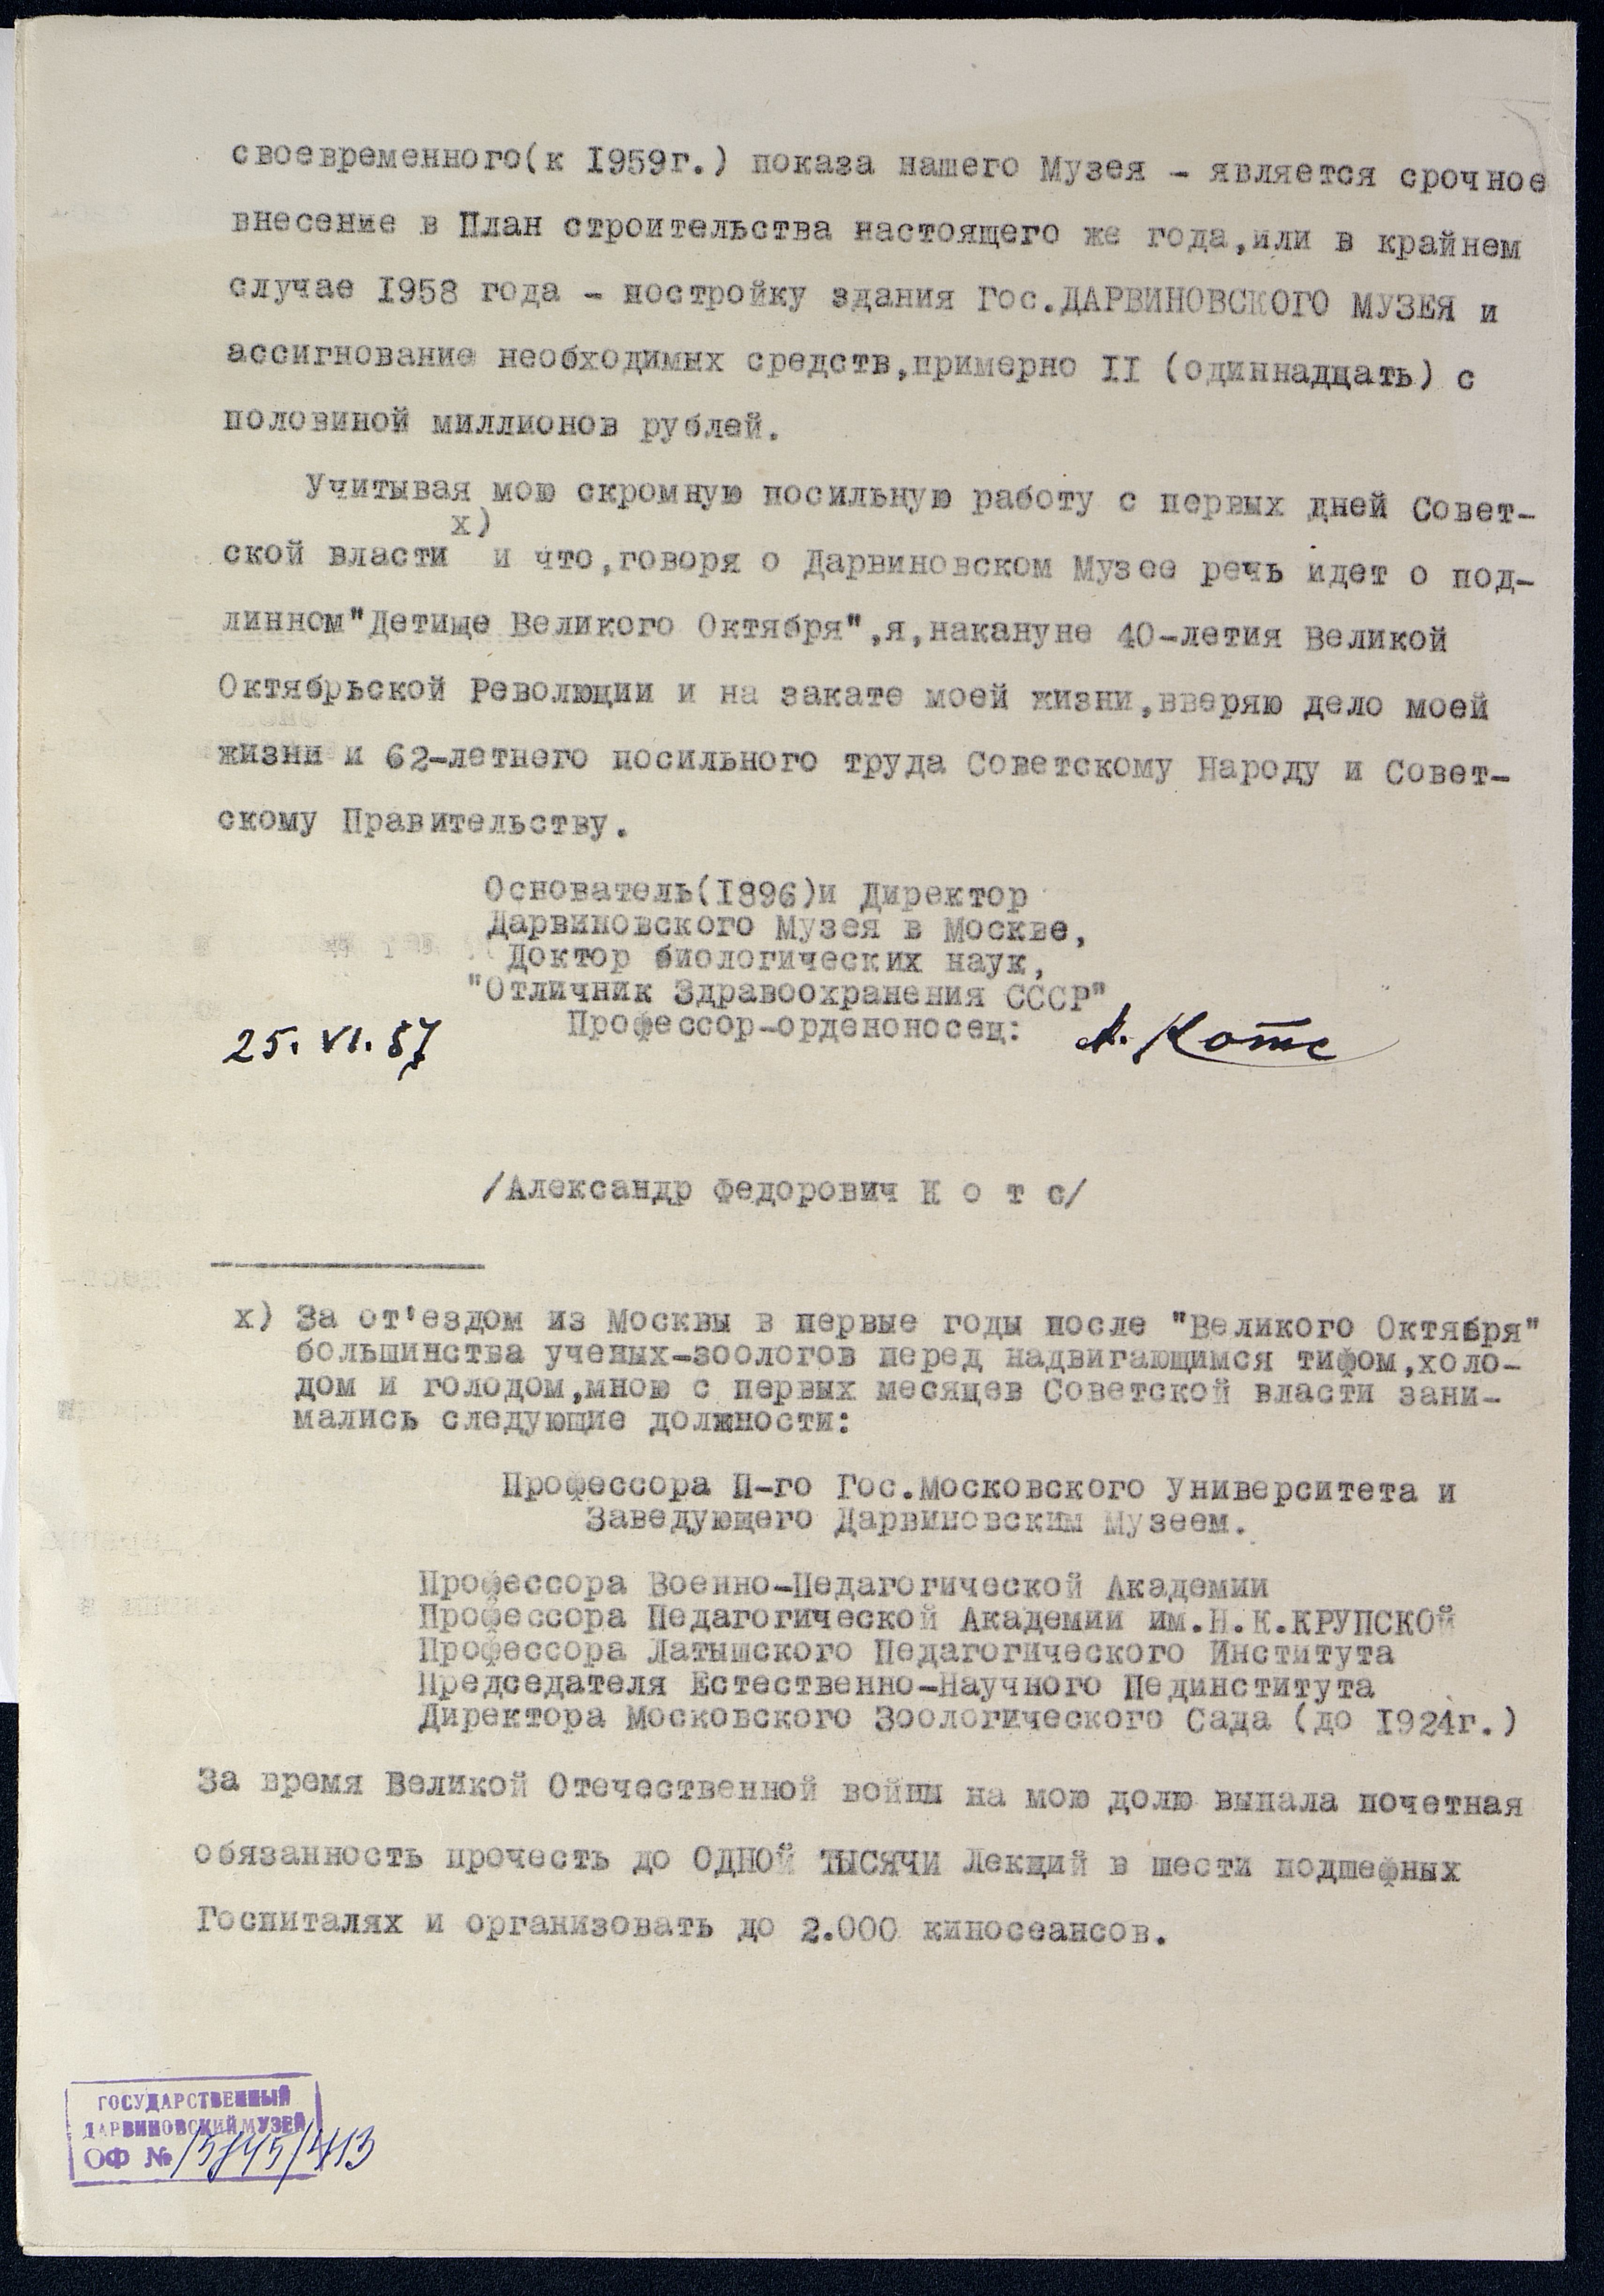 своевременного(к 1959г.) показа нашего Музея - является срочное
внесение в План строительства настоящего же года,или в крайнем
случае 1958 года - постройку здания Гос.ДАРВИНОВСКОГО МУЗЕЯ и
ассигнование необходимых средств,примерно II (одиннадцать) с
половиной миллионов рублей.
Учитывая мою скромную посильную работу с первых дней Совет-
х)
ской власти и что,говоря о Дарвиновском Музее речь идет о под-
линном"Детище Великого Октября",я,накануне 40-летия Великой
Октябрьской Революции и на закате моей жизни,вверяю дело моей
жизни и 62-летнего посильного труда Советскому Народу и Совет-
скому Правительству.
Основатель(1896)и Директор
Дарвиновского Музея в Москве,
Доктор биологических наук,
"Отличник Здравоохранения СССР"
Профессор-орденоносец: А. Котс
25. VI. 57
/Александр Федорович К о т с/
х) За от'ездом из Москвы в первые годы после "Великого Октября"
большинства ученых-зоологов перед надвигающимся тифом,холо-
дом и голодом,мною с первых месяцев Советской власти зани-
мались следующие должности:
Профессора П-го Гос.Московского Университета и
Заведующего Дарвиновским Музеем.
Профессора Военно-Педагогической Академии
Профессора Педагогической Академии им.Н.К.КРУПСКОЙ
Профессора Латышского Педагогического Института
Председателя Естественно-Научного Пединститута
Директора Московского Зоологического Сада (до 1924г.)
За время Великой Отечественной войны на мою долю выпала почетная
обязанность прочесть до ОДНОЙ ТЫСЯЧИ Лекций в шести подшефных
Госпиталях и организовать до 2.000 киносеансов.
ГОСУДАРСТВЕННЫЙ
ДАРВИНОВСКИЙ МУЗЕЙ
ОФ №